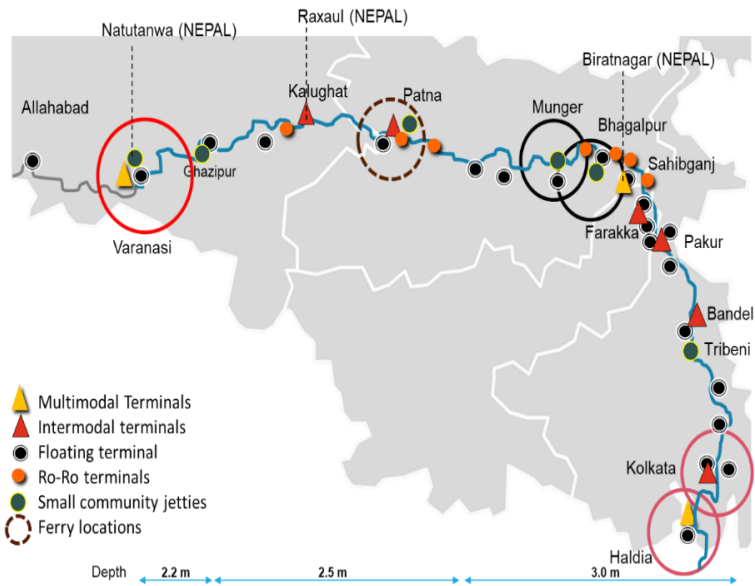 Natutanwa (NEPAL)
Raxaul (NEPAL)
Biratnagar (NEPAL)
Kalughat
Patna
Allahabad
Munger
Bhagalpur
Ghazipur
Sahibganj
Varanasi
Farakka
Pakur
Bandel
Tribeni
Multimodal Terminals
Intermodal terminals
Floating terminal
Ro-Ro terminals
Small community jetties
Ferry locations
Kolkata
Haldia
Depth 2.2 m 2.5 m 3.0 m